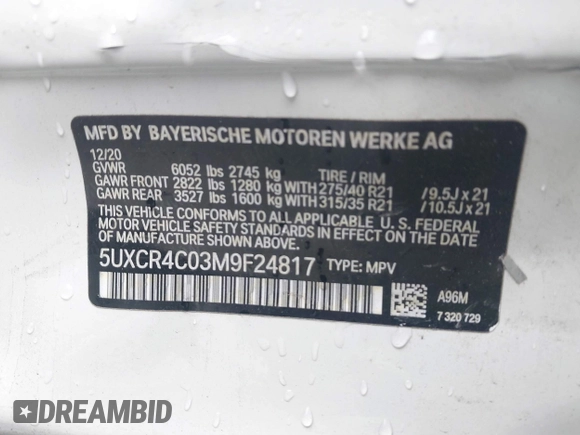 MFD BY BAYERISCHE MOTOREN WERKE AG
12/20
GVWR 6052 lbs 2745 kg TIRE / RIM
GAWR FRONT 2822 lbs 1280 kg WITH 275/40 R21 /9.5J x 21
GAWR REAR 3527 lbs 1600 kg WITH 315/35 R21 /10.5J x 21
THIS VEHICLE CONFORMS TO ALL APPLICABLE U. S. FEDERAL
MOTOR VEHICLE SAFETY STANDARDS IN EFFECT ON THE
DATE OF MANUFACTURE SHOWN ABOVE.
5UXCR4C03M9F24817 TYPE: MPV
A96M
7 320 729
DREAMBID